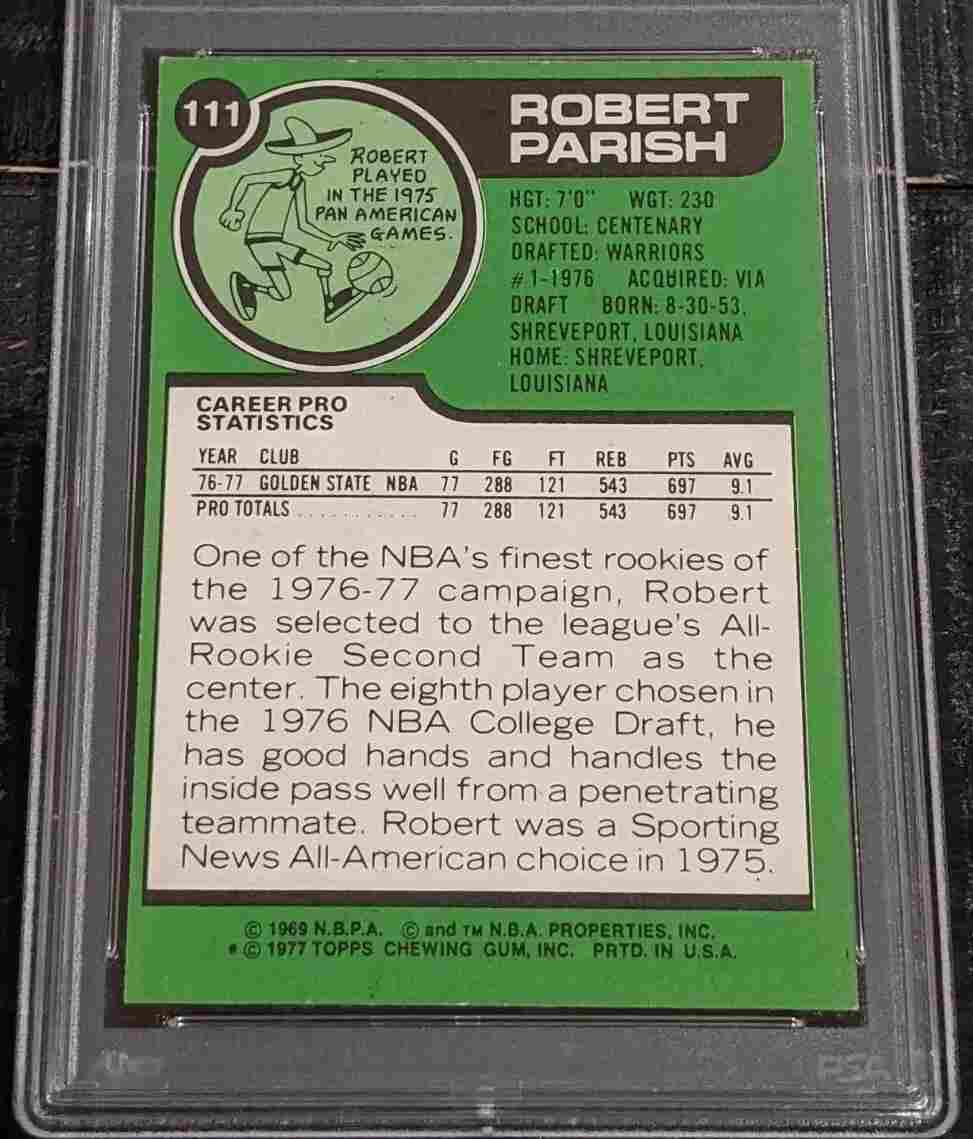 111
ROBERT
PARISH
ROBERT
PLAYED
IN THE 1975
PAN AMERICAN
GAMES.
HGT: 7'0" WGT: 230
SCHOOL: CENTENARY
DRAFTED: WARRIORS
#1-1976 ACQUIRED: VIA
DRAFT BORN: 8-30-53,
SHREVEPORT, LOUISIANA
HOME: SHREVEPORT,
LOUISIANA
CAREER PRO
STATISTICS
YEAR CLUB G FG FT REB PTS AVG
76-77 GOLDEN STATE NBA 77 288 121 543 697 9.1
PRO TOTALS ........... 77 288 121 543 697 9.1
One of the NBA's finest rookies of
the 1976-77 campaign, Robert
was selected to the league's All-
Rookie Second Team as the
center. The eighth player chosen in
the 1976 NBA College Draft, he
has good hands and handles the
inside pass well from a penetrating
teammate. Robert was a Sporting
News All-American choice in 1975.
© 1969 N.B.P.A. © and TM N.B.A. PROPERTIES, INC.
* © 1977 TOPPS CHEWING GUM, INC. PRTD. IN U.S.A.
PSA